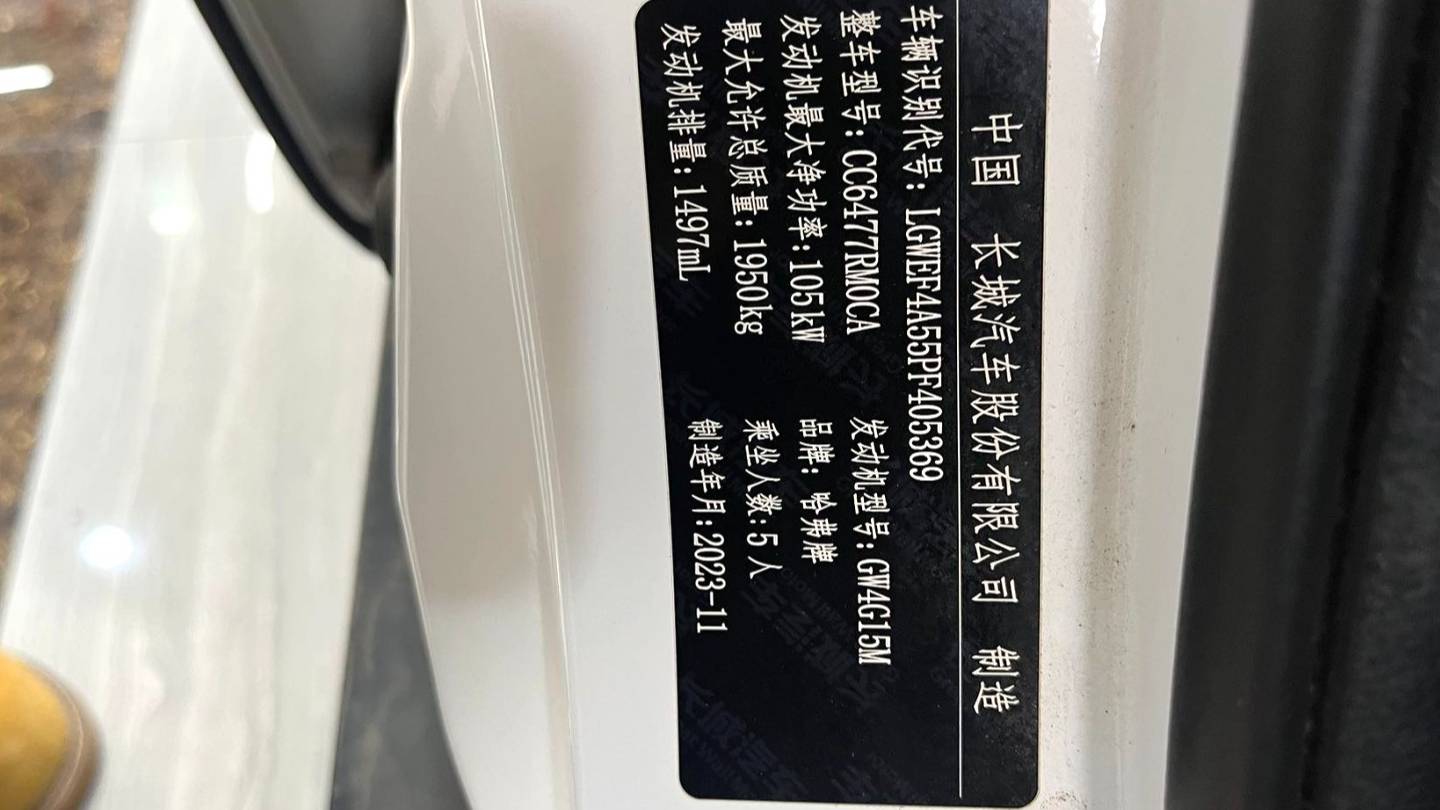 中国 长城汽车股份有限公司 制造
车辆识别代号：LGWEF4A55PF405369
整车型号：CC6477RM0CA 发动机型号：GW4G15M
发动机最大净功率：105kW 品牌：哈弗牌
最大允许总质量：1950kg 乘坐人数：5人
发动机排量：1497mL 制造年月：2023-11